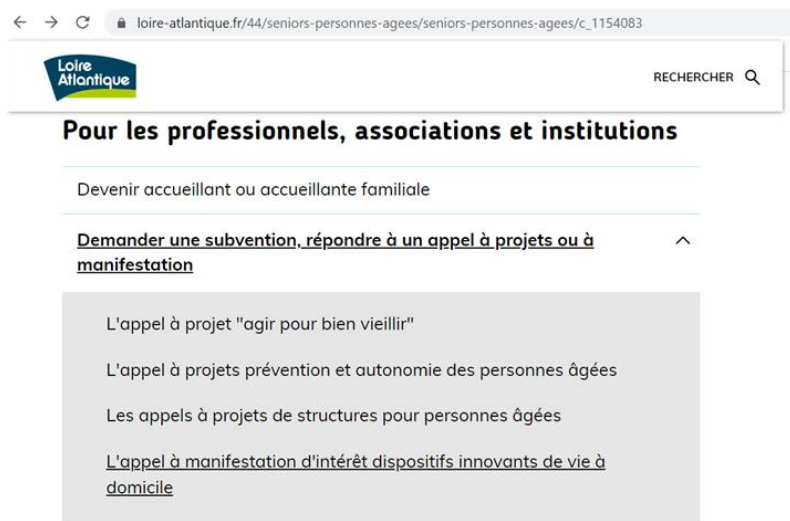 loire-atlantique.fr/44/seniors-personnes-agees/seniors-personnes-agees/c_1154083
Loire
Atlantique
RECHERCHER
Pour les professionnels, associations et institutions
Devenir accueillant ou accueillante familiale
Demander une subvention, répondre à un appel à projets ou à
manifestation
L'appel à projet "agir pour bien vieillir"
L'appel à projets prévention et autonomie des personnes âgées
Les appels à projets de structures pour personnes âgées
L'appel à manifestation d'intérêt dispositifs innovants de vie à
domicile